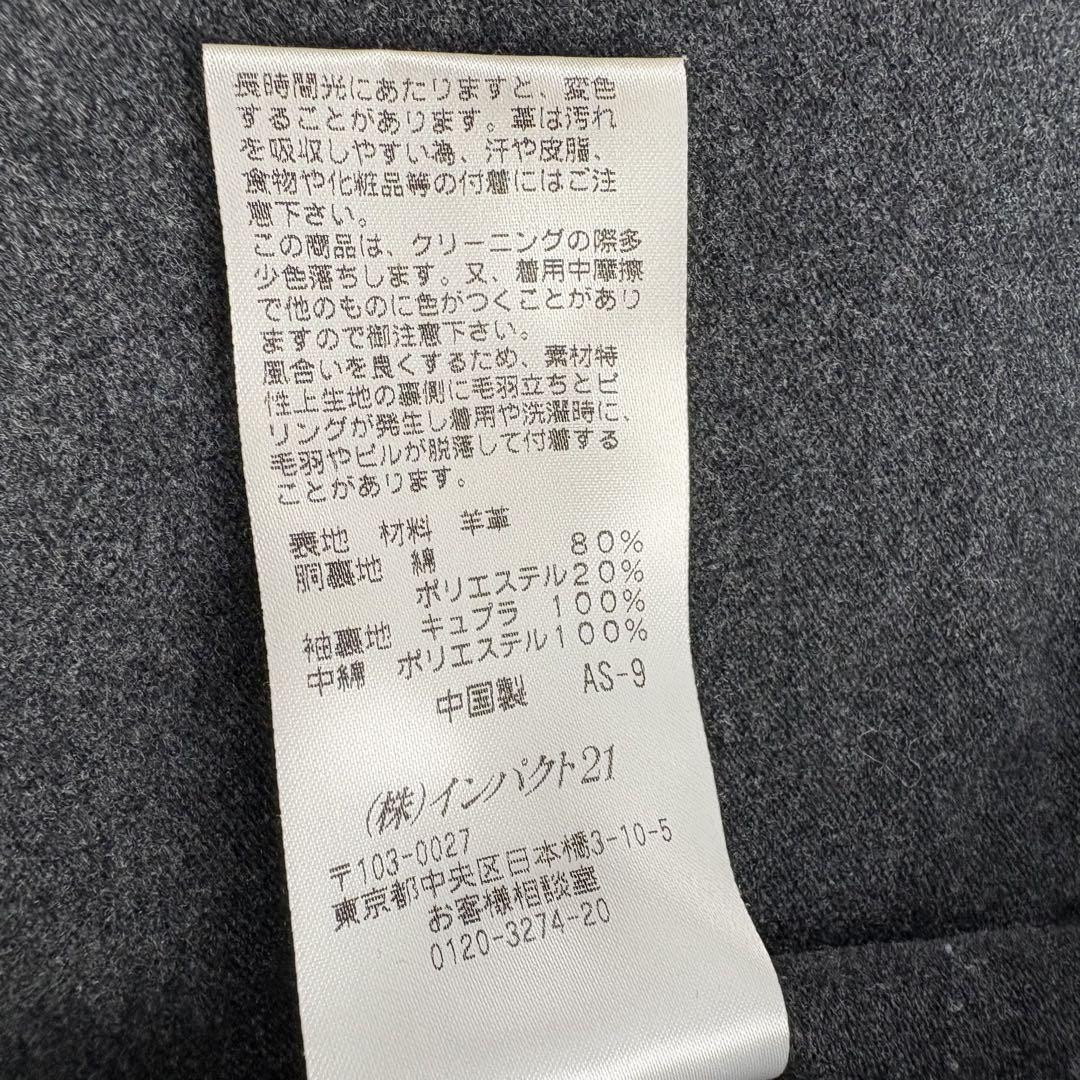 長時間光にあたりますと、変色
することがあります。革は汚れ
を吸収しやすい為、汗や皮脂、
食物や化粧品等の付着にはご注
意下さい。
この商品は、クリーニングの際多
少色落ちします。又、着用中摩擦
で他のものに色がつくことがあり
ますので御注意下さい。
風合いを良くするため、素材特
性上生地の裏側に毛羽立ちとピ
リングが発生し着用や洗濯時に、
毛羽やピルが脱落して付着する
ことがあります。
表地 材料 羊革
胴裏地 綿 80%
ポリエステル20%
袖裏地 キュプラ 100%
中綿 ポリエステル100%
中国製 AS-9
(株)インパクト21
〒103-0027
東京都中央区日本橋3-10-5
お客様相談室
0120-3274-20